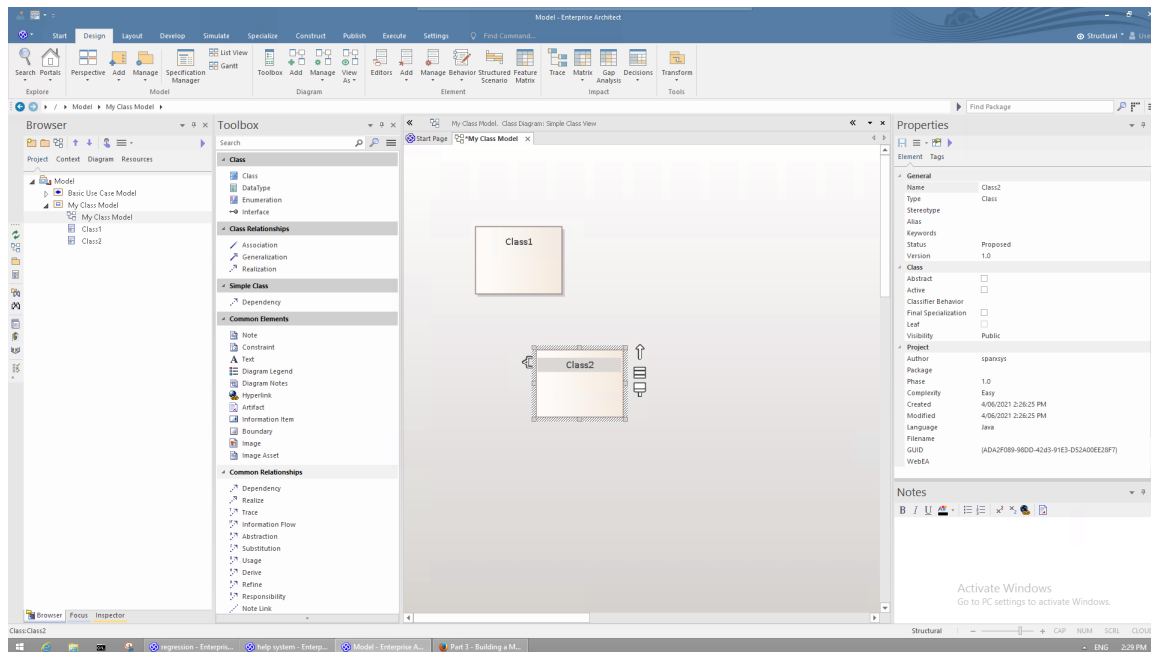 Model - Enterprise Architect
Start Design Layout Develop Simulate Specialize Construct Publish Execute Settings Find Command... Structural
Search Portals Perspective Add Manage Specification Manager List View Gantt Toolbox Add Manage View As Editors Add Manage Behavior Structured Scenario Feature Matrix Trace Matrix Gap Analysis Decisions Transform
Explore Model Diagram Element Impact Tools
/ Model My Class Model Find Package
Browser
Project Context Diagram Resources
Model
Basic Use Case Model
My Class Model
My Class Model
Class1
Class2
Browser Focus Inspector
Toolbox
Search
Class
Class
DataType
Enumeration
Interface
Class Relationships
Association
Generalization
Realization
Simple Class
Dependency
Common Elements
Note
Constraint
A Text
Diagram Legend
Diagram Notes
Hyperlink
Artifact
Information Item
Boundary
Image
Image Asset
Common Relationships
Dependency
Realize
Trace
Information Flow
Abstraction
Substitution
Usage
Derive
Refine
Responsibility
Note Link
My Class Model. Class Diagram: Simple Class View
Start Page *My Class Model
Class1
Class2
Properties
Element Tags
General
Name Class2
Type Class
Stereotype
Alias
Keywords
Status Proposed
Version 1.0
Class
Abstract
Active
Classifier Behavior
Final Specialization
Leaf
Visibility Public
Project
Author sparxsys
Package
Phase 1.0
Complexity Easy
Created 4/06/2021 2:26:25 PM
Modified 4/06/2021 2:26:25 PM
Language Java
Filename
GUID {ADA2F089-98DD-42d3-91E3-D52A00EE28F7}
WebEA
Notes
B I U
Activate Windows
Go to PC settings to activate Windows.
Class:Class2 Structural CAP NUM SCRL CLOUD
regression - Enterpris... help system - Enterp... Model - Enterprise A... Part 3 - Building a M... ENG 2:29 PM